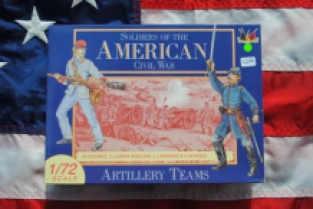 SOLDIERS OF THE
AMERICAN
CIVIL WAR
1/72
SCALE
ARTILLERY TEAMS